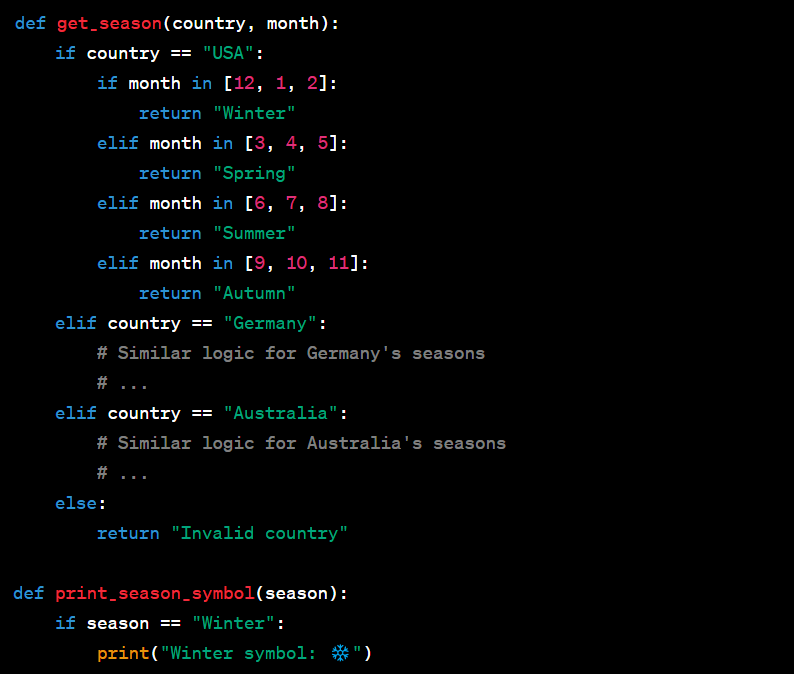 def get_season(country, month):
    if country == "USA":
        if month in [12, 1, 2]:
            return "Winter"
        elif month in [3, 4, 5]:
            return "Spring"
        elif month in [6, 7, 8]:
            return "Summer"
        elif month in [9, 10, 11]:
            return "Autumn"
    elif country == "Germany":
        # Similar logic for Germany's seasons
        # ...
    elif country == "Australia":
        # Similar logic for Australia's seasons
        # ...
    else:
        return "Invalid country"

def print_season_symbol(season):
    if season == "Winter":
        print("Winter symbol: ❄️")